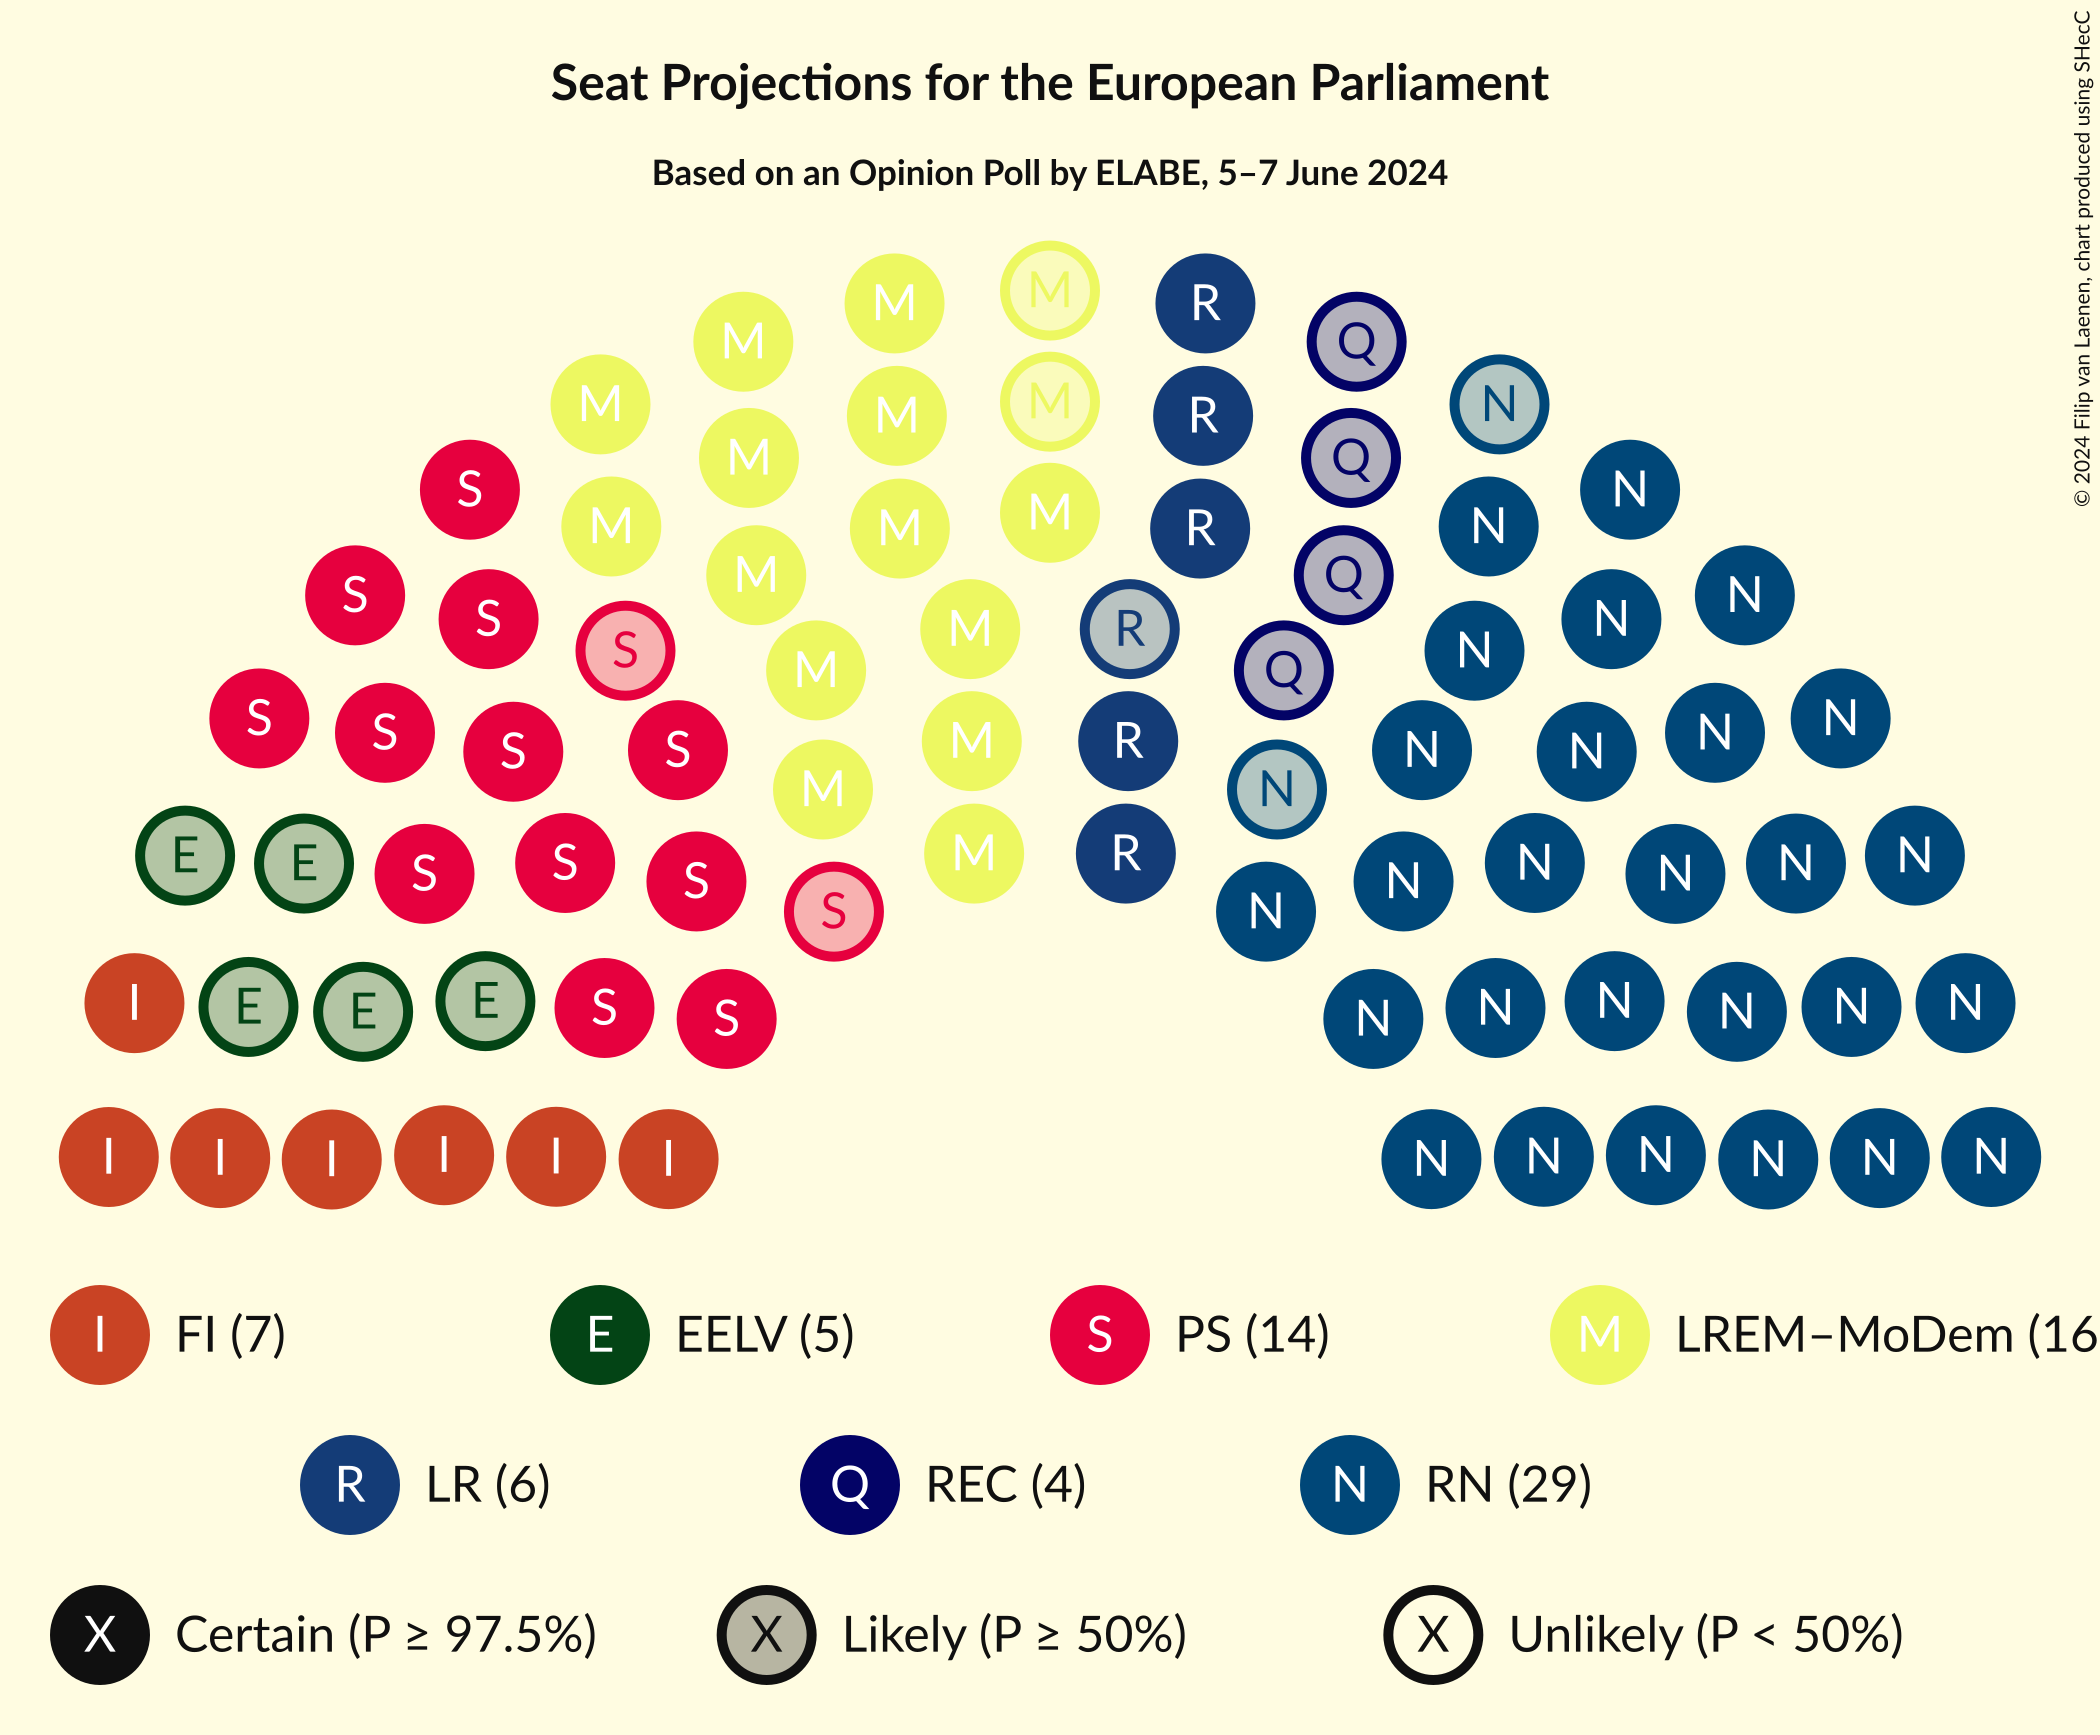 Seat Projections for the European Parliament
Based on an Opinion Poll by ELABE, 5–7 June 2024
© 2024 Filip van Laenen, chart produced using SHecC
M
M M R R
M M Q Q
M M R R
M N
M M Q Q
S N
M M R R
M M N N
M Q
S N
S N
M R
S N
M Q
S N
S N
M R
S N
S N
S N
M N
E N
M R
E N
S N
S N
S N
S N
E N
I N
E N
S N
E N
S N
I I I I I I N N N N N N
I FI (7)
E EELV (5)
S PS (14)
M LREM–MoDem (16
R LR (6)
Q REC (4)
N RN (29)
X Certain (P ≥ 97.5%)
X Likely (P ≥ 50%)
X Unlikely (P < 50%)